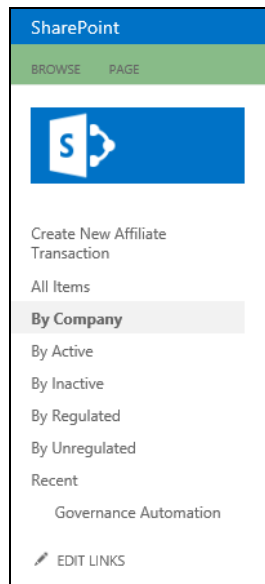 SharePoint
BROWSE PAGE
S
Create New Affiliate
Transaction
All Items
By Company
By Active
By Inactive
By Regulated
By Unregulated
Recent
Governance Automation
EDIT LINKS